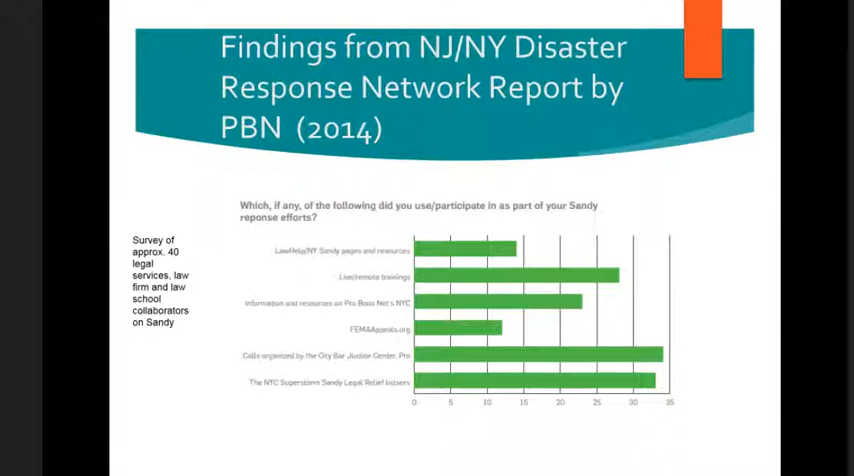 Findings from NJ/NY Disaster
Response Network Report by
PBN (2014)
Which, if any, of the following did you use/participate in as part of your Sandy
reponse efforts?
Survey of
approx. 40
legal
services, law
firm and law
school
collaborators
on Sandy
LawHelp/NY Sandy pages and resources
Live/remote trainings
Information and resources on Pro Bono Net's NYC
FEMAAppeals.org
Calls organized by the City Bar Justice Center, Pro
The NYC Superstorm Sandy Legal Relief listserv
0 5 10 15 20 25 30 35